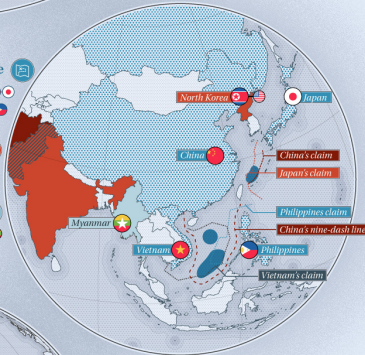 North Korea
Japan
China
China's claim
Japan's claim
Philippines claim
China's nine-dash line
Myanmar
Vietnam
Philippines
Vietnam's claim